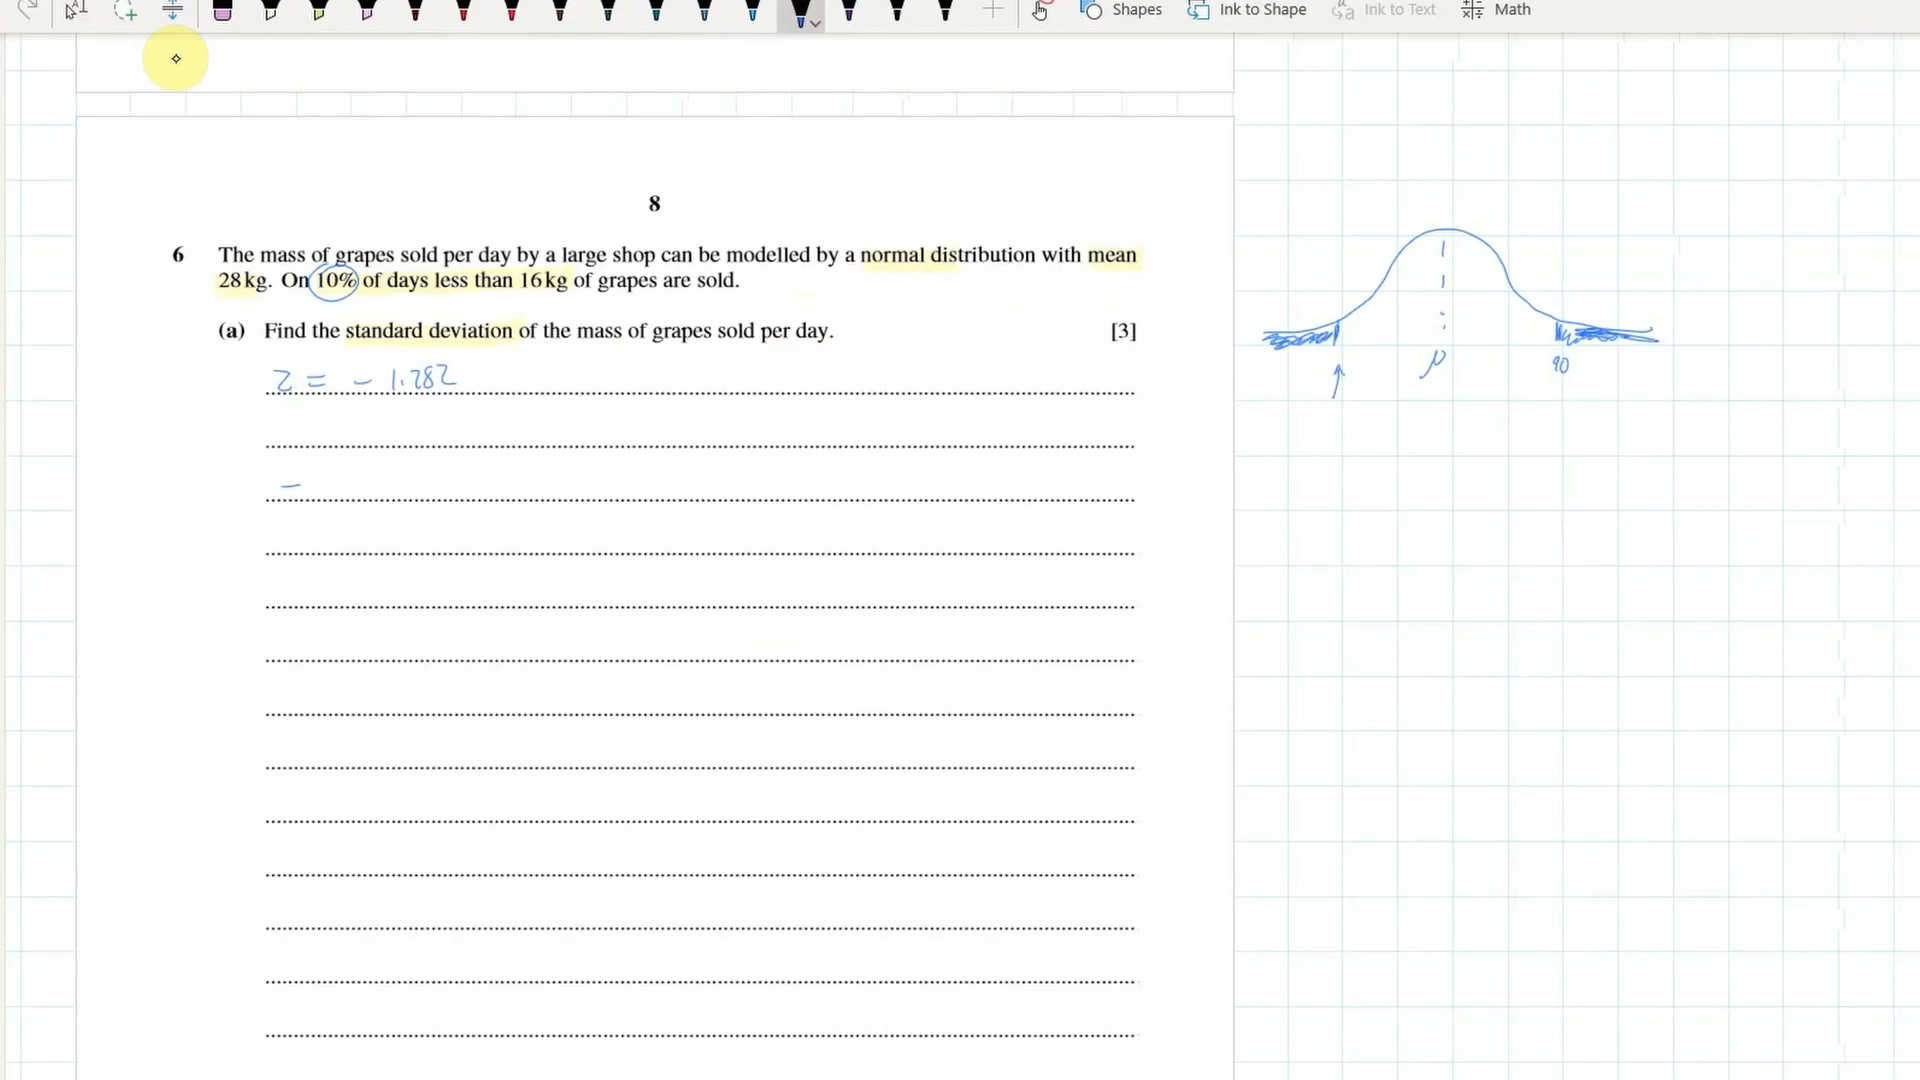 Shapes Ink to Shape Ink to Text Math
8
6 The mass of grapes sold per day by a large shop can be modelled by a normal distribution with mean
28 kg. On 10% of days less than 16 kg of grapes are sold.
(a) Find the standard deviation of the mass of grapes sold per day. [3]
z = - 1.282
-
μ
90